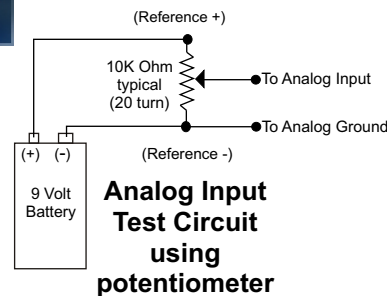 (Reference +)
10K Ohm
typical
(20 turn)
To Analog Input
To Analog Ground
(+) (-)
(Reference -)
9 Volt
Battery
Analog Input
Test Circuit
using
potentiometer